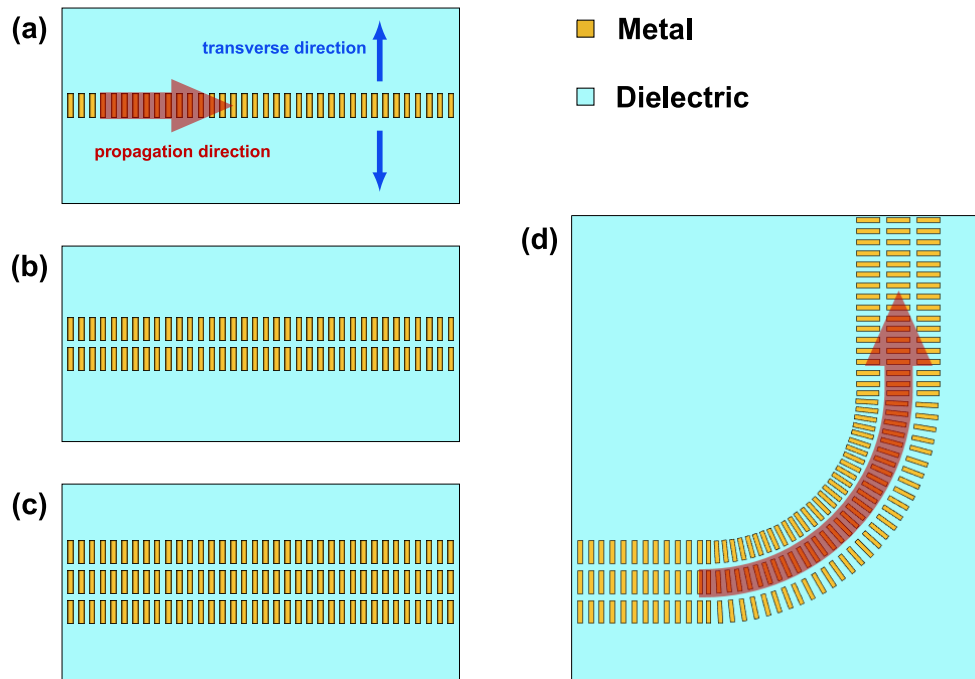 (a)
transverse direction
propagation direction
Metal
Dielectric
(b)
(c)
(d)